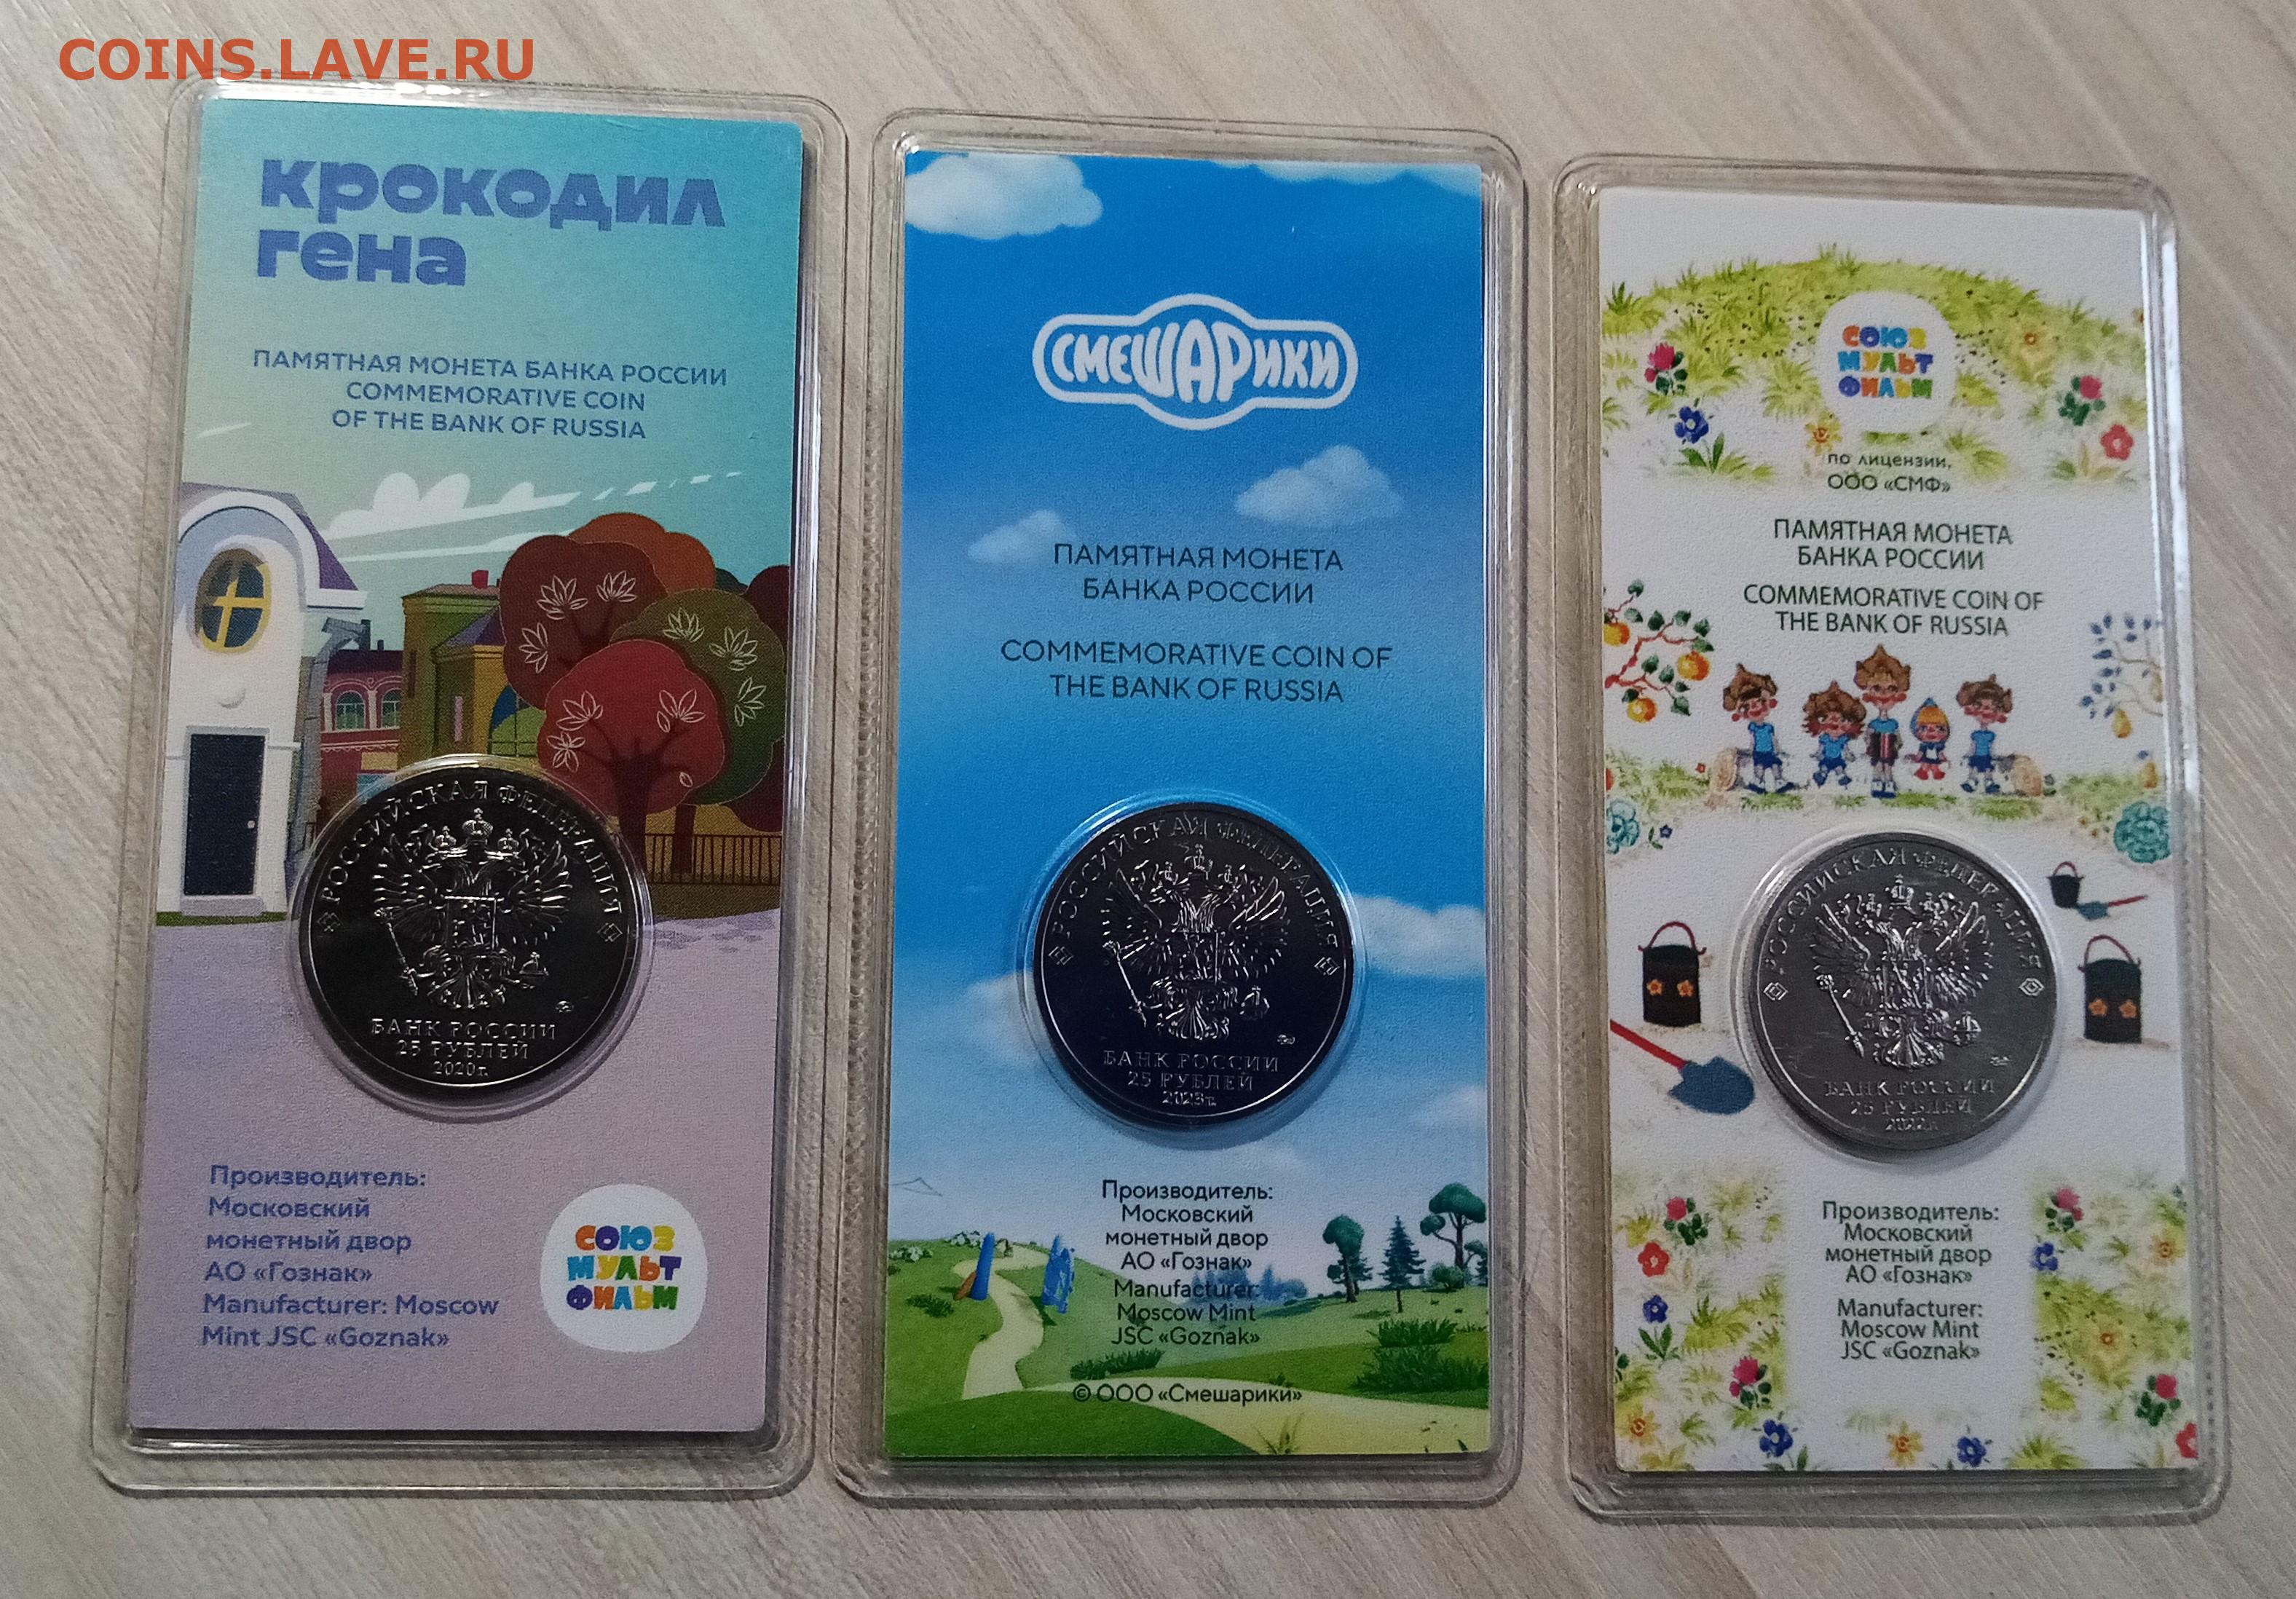 COINS.LAVE.RU
крокодил
гена
ПАМЯТНАЯ МОНЕТА БАНКА РОССИИ
COMMEMORATIVE COIN
OF THE BANK OF RUSSIA
РОССИЙСКАЯ ФЕДЕРАЦИЯ
БАНК РОССИИ
25 РУБЛЕЙ
2020г.
Производитель:
Московский
монетный двор
АО «Гознак»
Manufacturer: Moscow
Mint JSC «Goznak»
СОЮЗ
МУЛЬТ
ФИЛЬМ
СМЕШАРИКИ
ПАМЯТНАЯ МОНЕТА
БАНКА РОССИИ
COMMEMORATIVE COIN OF
THE BANK OF RUSSIA
РОССИЙСКАЯ ФЕДЕРАЦИЯ
БАНК РОССИИ
25 РУБЛЕЙ
2023г.
Производитель:
Московский
монетный двор
АО «Гознак»
Manufacturer:
Moscow Mint
JSC «Goznak»
© ООО «Смешарики»
СОЮЗ
МУЛЬТ
ФИЛЬМ
по лицензии,
ООО «СМФ»
ПАМЯТНАЯ МОНЕТА
БАНКА РОССИИ
COMMEMORATIVE COIN OF
THE BANK OF RUSSIA
РОССИЙСКАЯ ФЕДЕРАЦИЯ
БАНК РОССИИ
25 РУБЛЕЙ
2022г.
Производитель:
Московский
монетный двор
АО «Гознак»
Manufacturer:
Moscow Mint
JSC «Goznak»